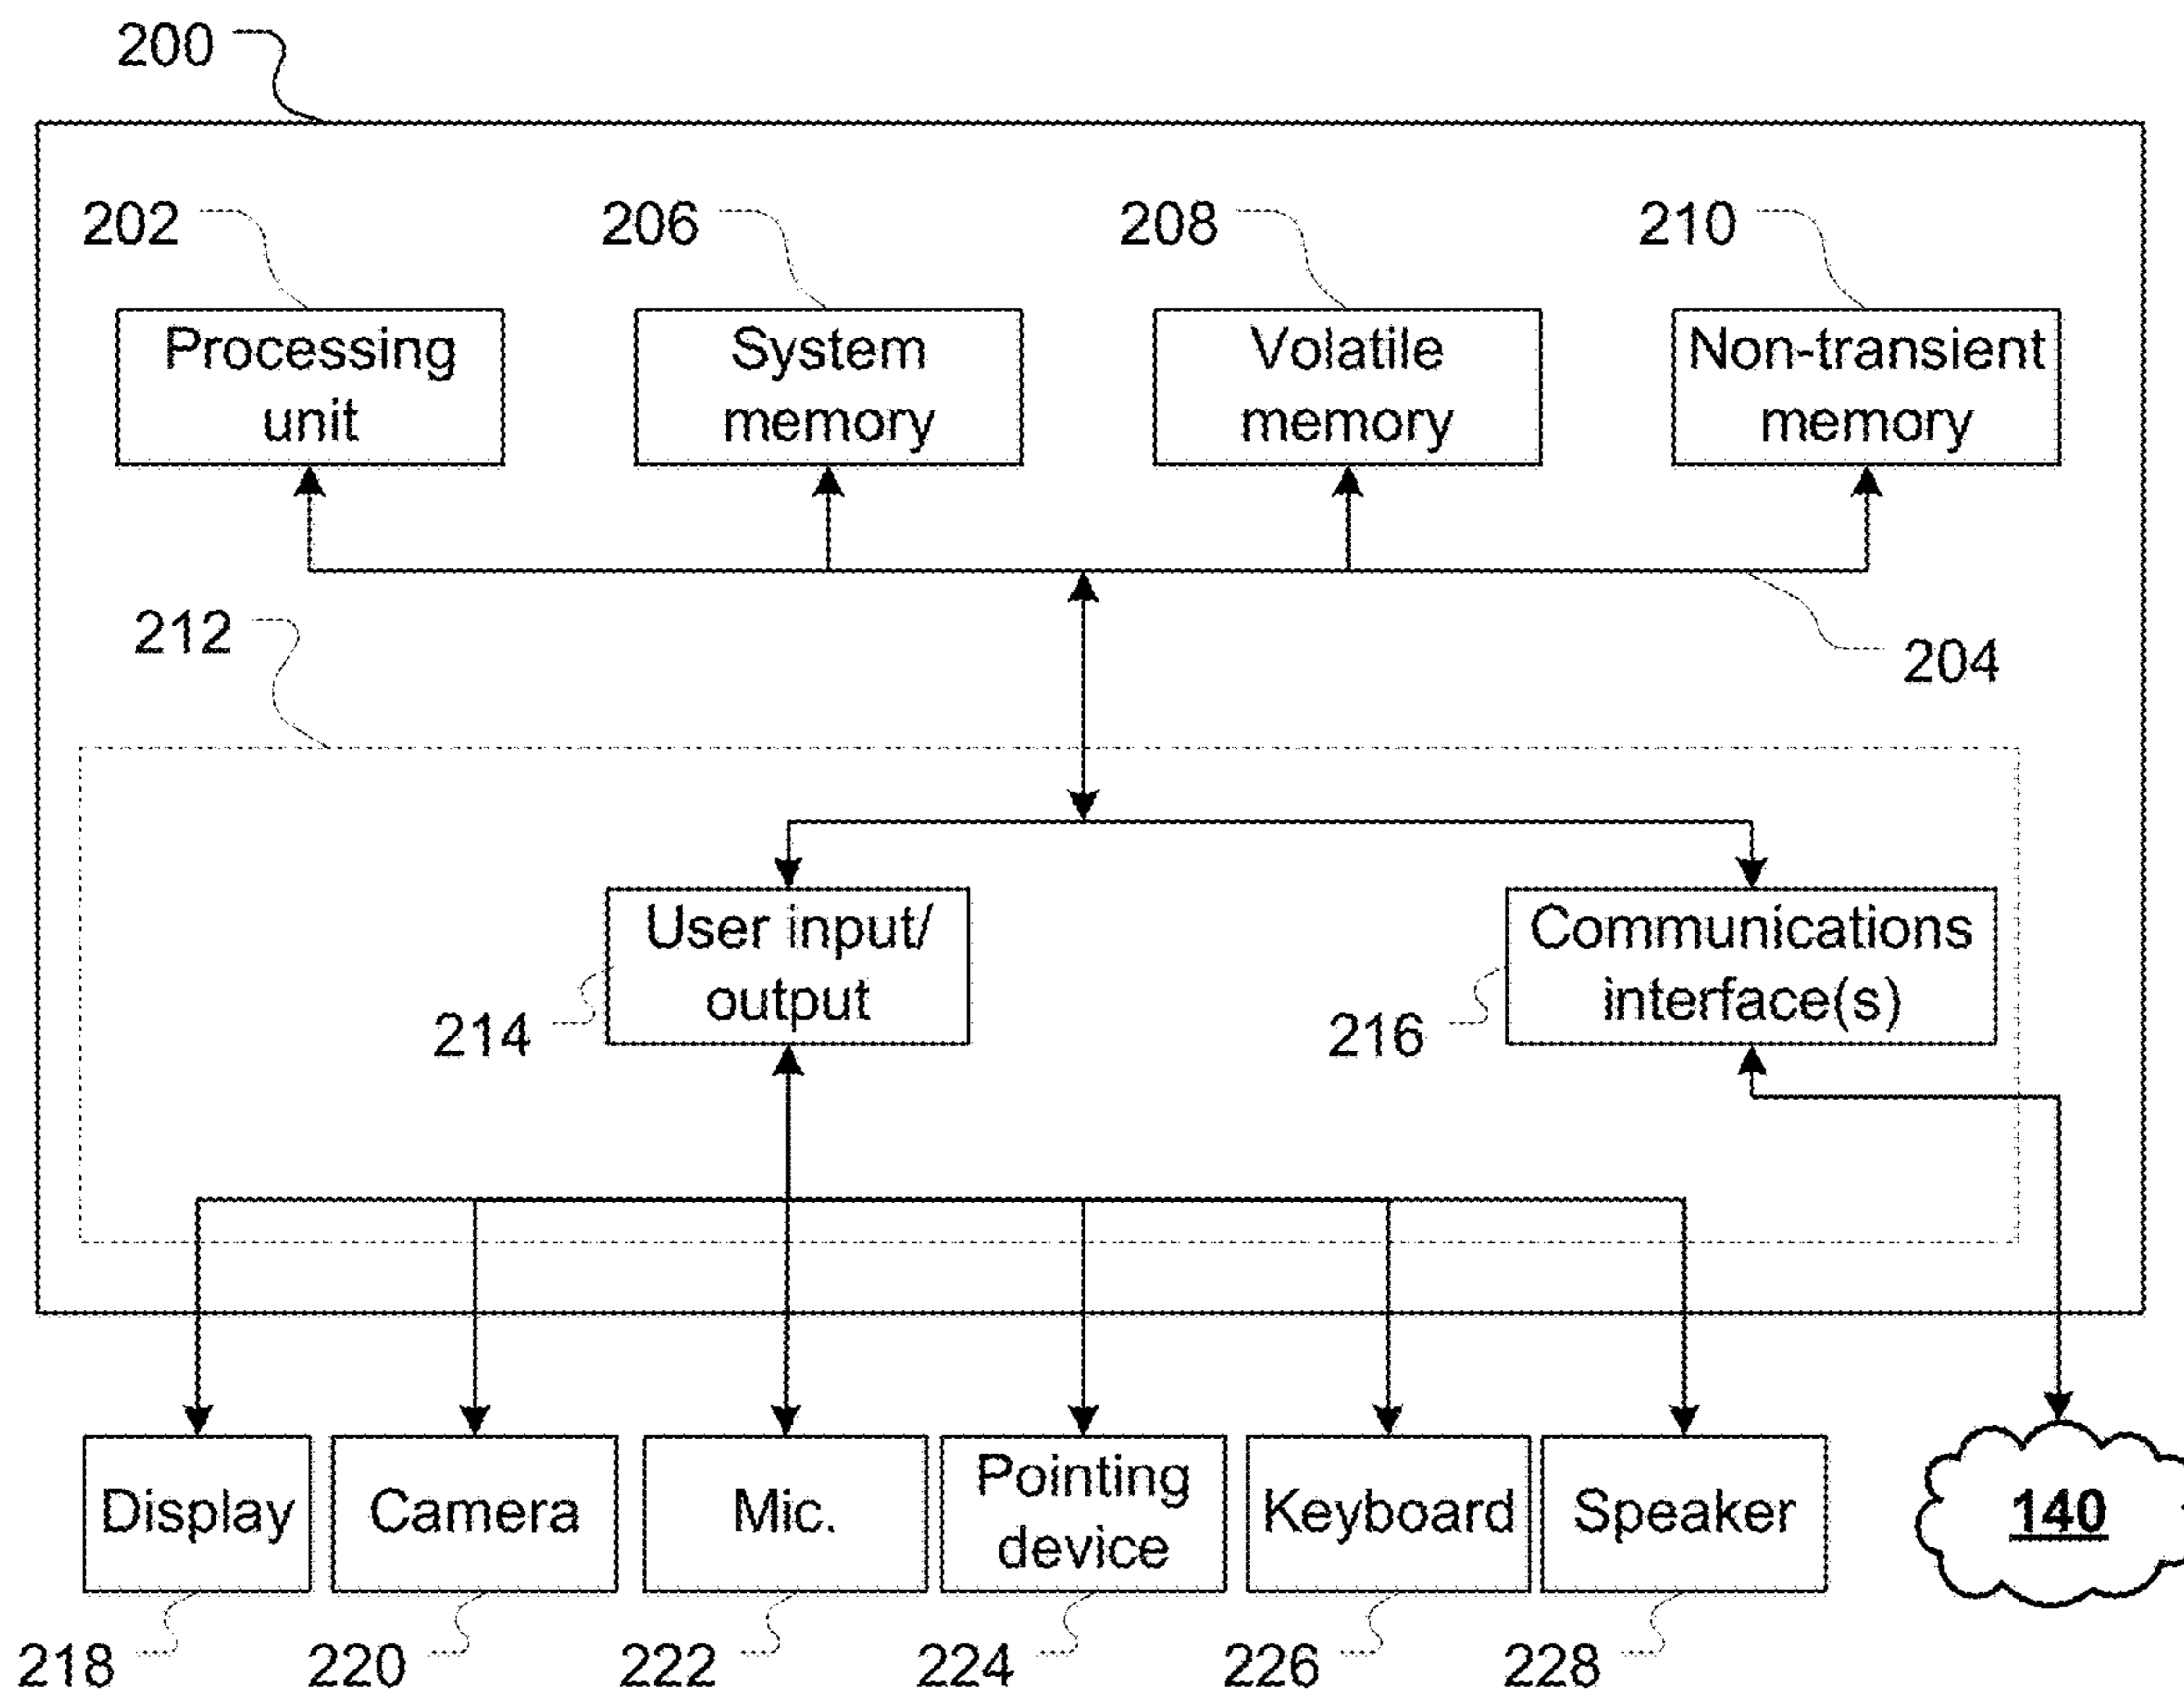 200
202
206
208
210
Processing
unit
System
memory
Volatile
memory
Non-transient
memory
212
204
User input/
output
Communications
interface(s)
214
216
Display
Camera
Mic.
Pointing
device
Keyboard
Speaker
140
218
220
222
224
226
228